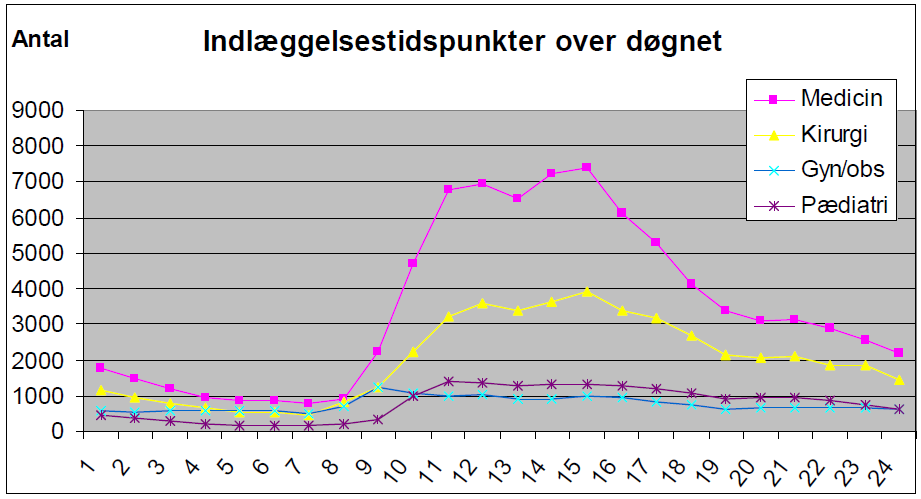 Antal
Indlæggelsestidspunkter over døgnet
Medicin
Kirurgi
Gyn/obs
Pædiatri
9000
8000
7000
6000
5000
4000
3000
2000
1000
0
1 2 3 4 5 6 7 8 9 10 11 12 13 14 15 16 17 18 19 20 21 22 23 24